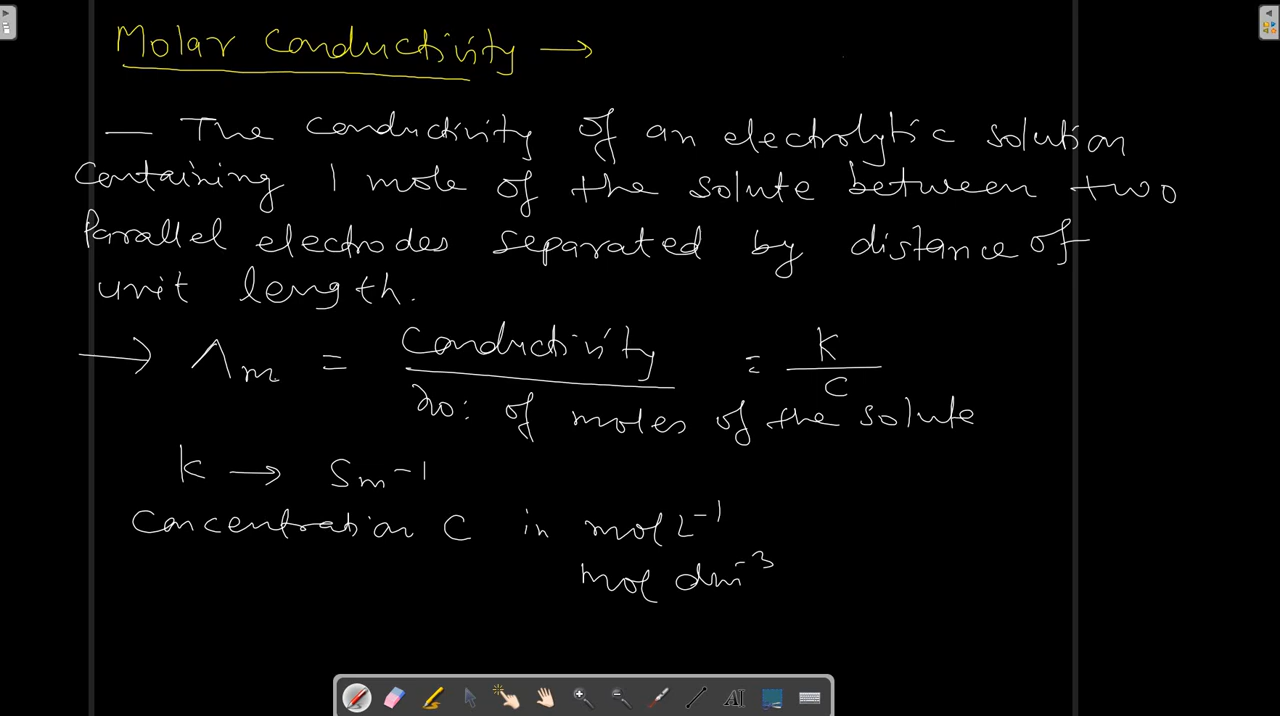 Molar Conductivity →
— The conductivity of an electrolytic solution
containing 1 mole of the solute between two
Parallel electrodes separated by distance of
unit length.
→ Λm = Conductivity / no: of moles of the solute = K / C
K → Sm⁻¹
Concentration C in mol L⁻¹
mol dm⁻³
AI